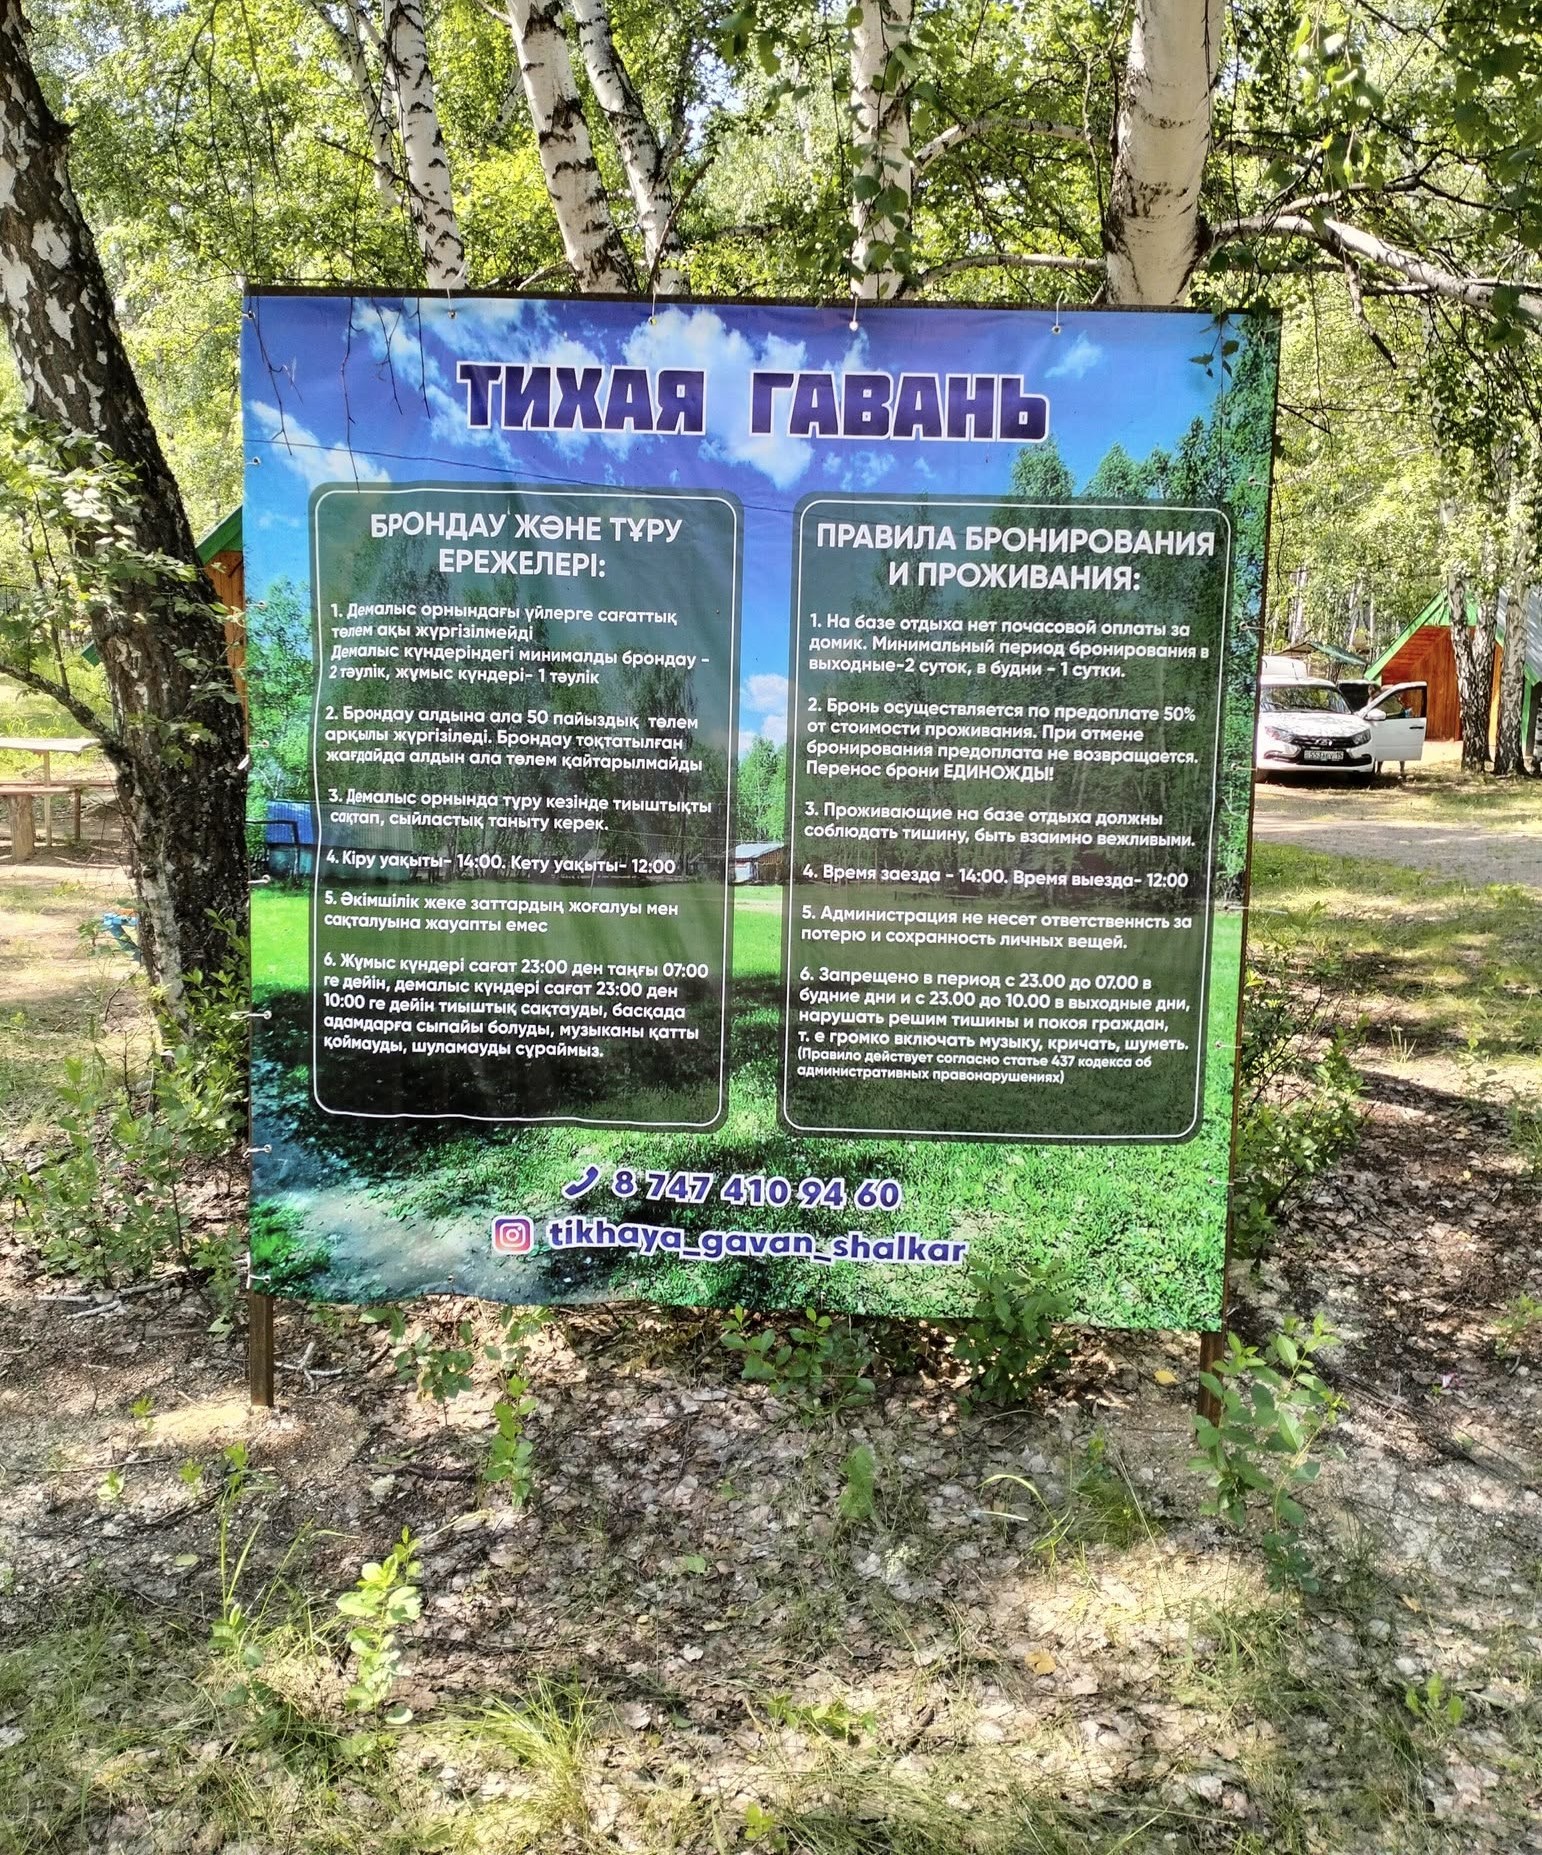 ТИХАЯ ГАВАНЬ
БРОНДАУ ЖӘНЕ ТҰРУ
ЕРЕЖЕЛЕРІ:
1. Демалыс орнындағы үйлерге сағаттық
төлем ақы жүргізілмейді
Демалыс күндеріндегі минималды брондау -
2 тәулік, жұмыс күндері- 1 тәулік
2. Брондау алдына ала 50 пайыздық төлем
арқылы жүргізіледі. Брондау тоқтатылған
жағдайда алдын ала төлем қайтарылмайды
3. Демалыс орнында тұру кезінде тиыштықты
сақтап, сыйластық таныту керек.
4. Кіру уақыты- 14:00. Кету уақыты- 12:00
5. Әкімшілік жеке заттардың жоғалуы мен
сақталуына жауапты емес
6. Жұмыс күндері сағат 23:00 ден таңғы 07:00
ге дейін, демалыс күндері сағат 23:00 ден
10:00 ге дейін тиыштық сақтауды, басқада
адамдарға сыпайы болуды, музыканы қатты
қоймауды, шуламауды сұраймыз.
ПРАВИЛА БРОНИРОВАНИЯ
И ПРОЖИВАНИЯ:
1. На базе отдыха нет почасовой оплаты за
домик. Минимальный период бронирования в
выходные-2 суток, в будни - 1 сутки.
2. Бронь осуществляется по предоплате 50%
от стоимости проживания. При отмене
бронирования предоплата не возвращается.
Перенос брони ЕДИНОЖДЫ!
3. Проживающие на базе отдыха должны
соблюдать тишину, быть взаимно вежливыми.
4. Время заезда - 14:00. Время выезда- 12:00
5. Администрация не несет ответственнсть за
потерю и сохранность личных вещей.
6. Запрещено в период с 23.00 до 07.00 в
будние дни и с 23.00 до 10.00 в выходные дни,
нарушать решим тишины и покоя граждан,
т. е громко включать музыку, кричать, шуметь.
(Правило действует согласно статье 437 кодекса об
административных правонарушениях)
8 747 410 94 60
tikhaya_gavan_shalkar